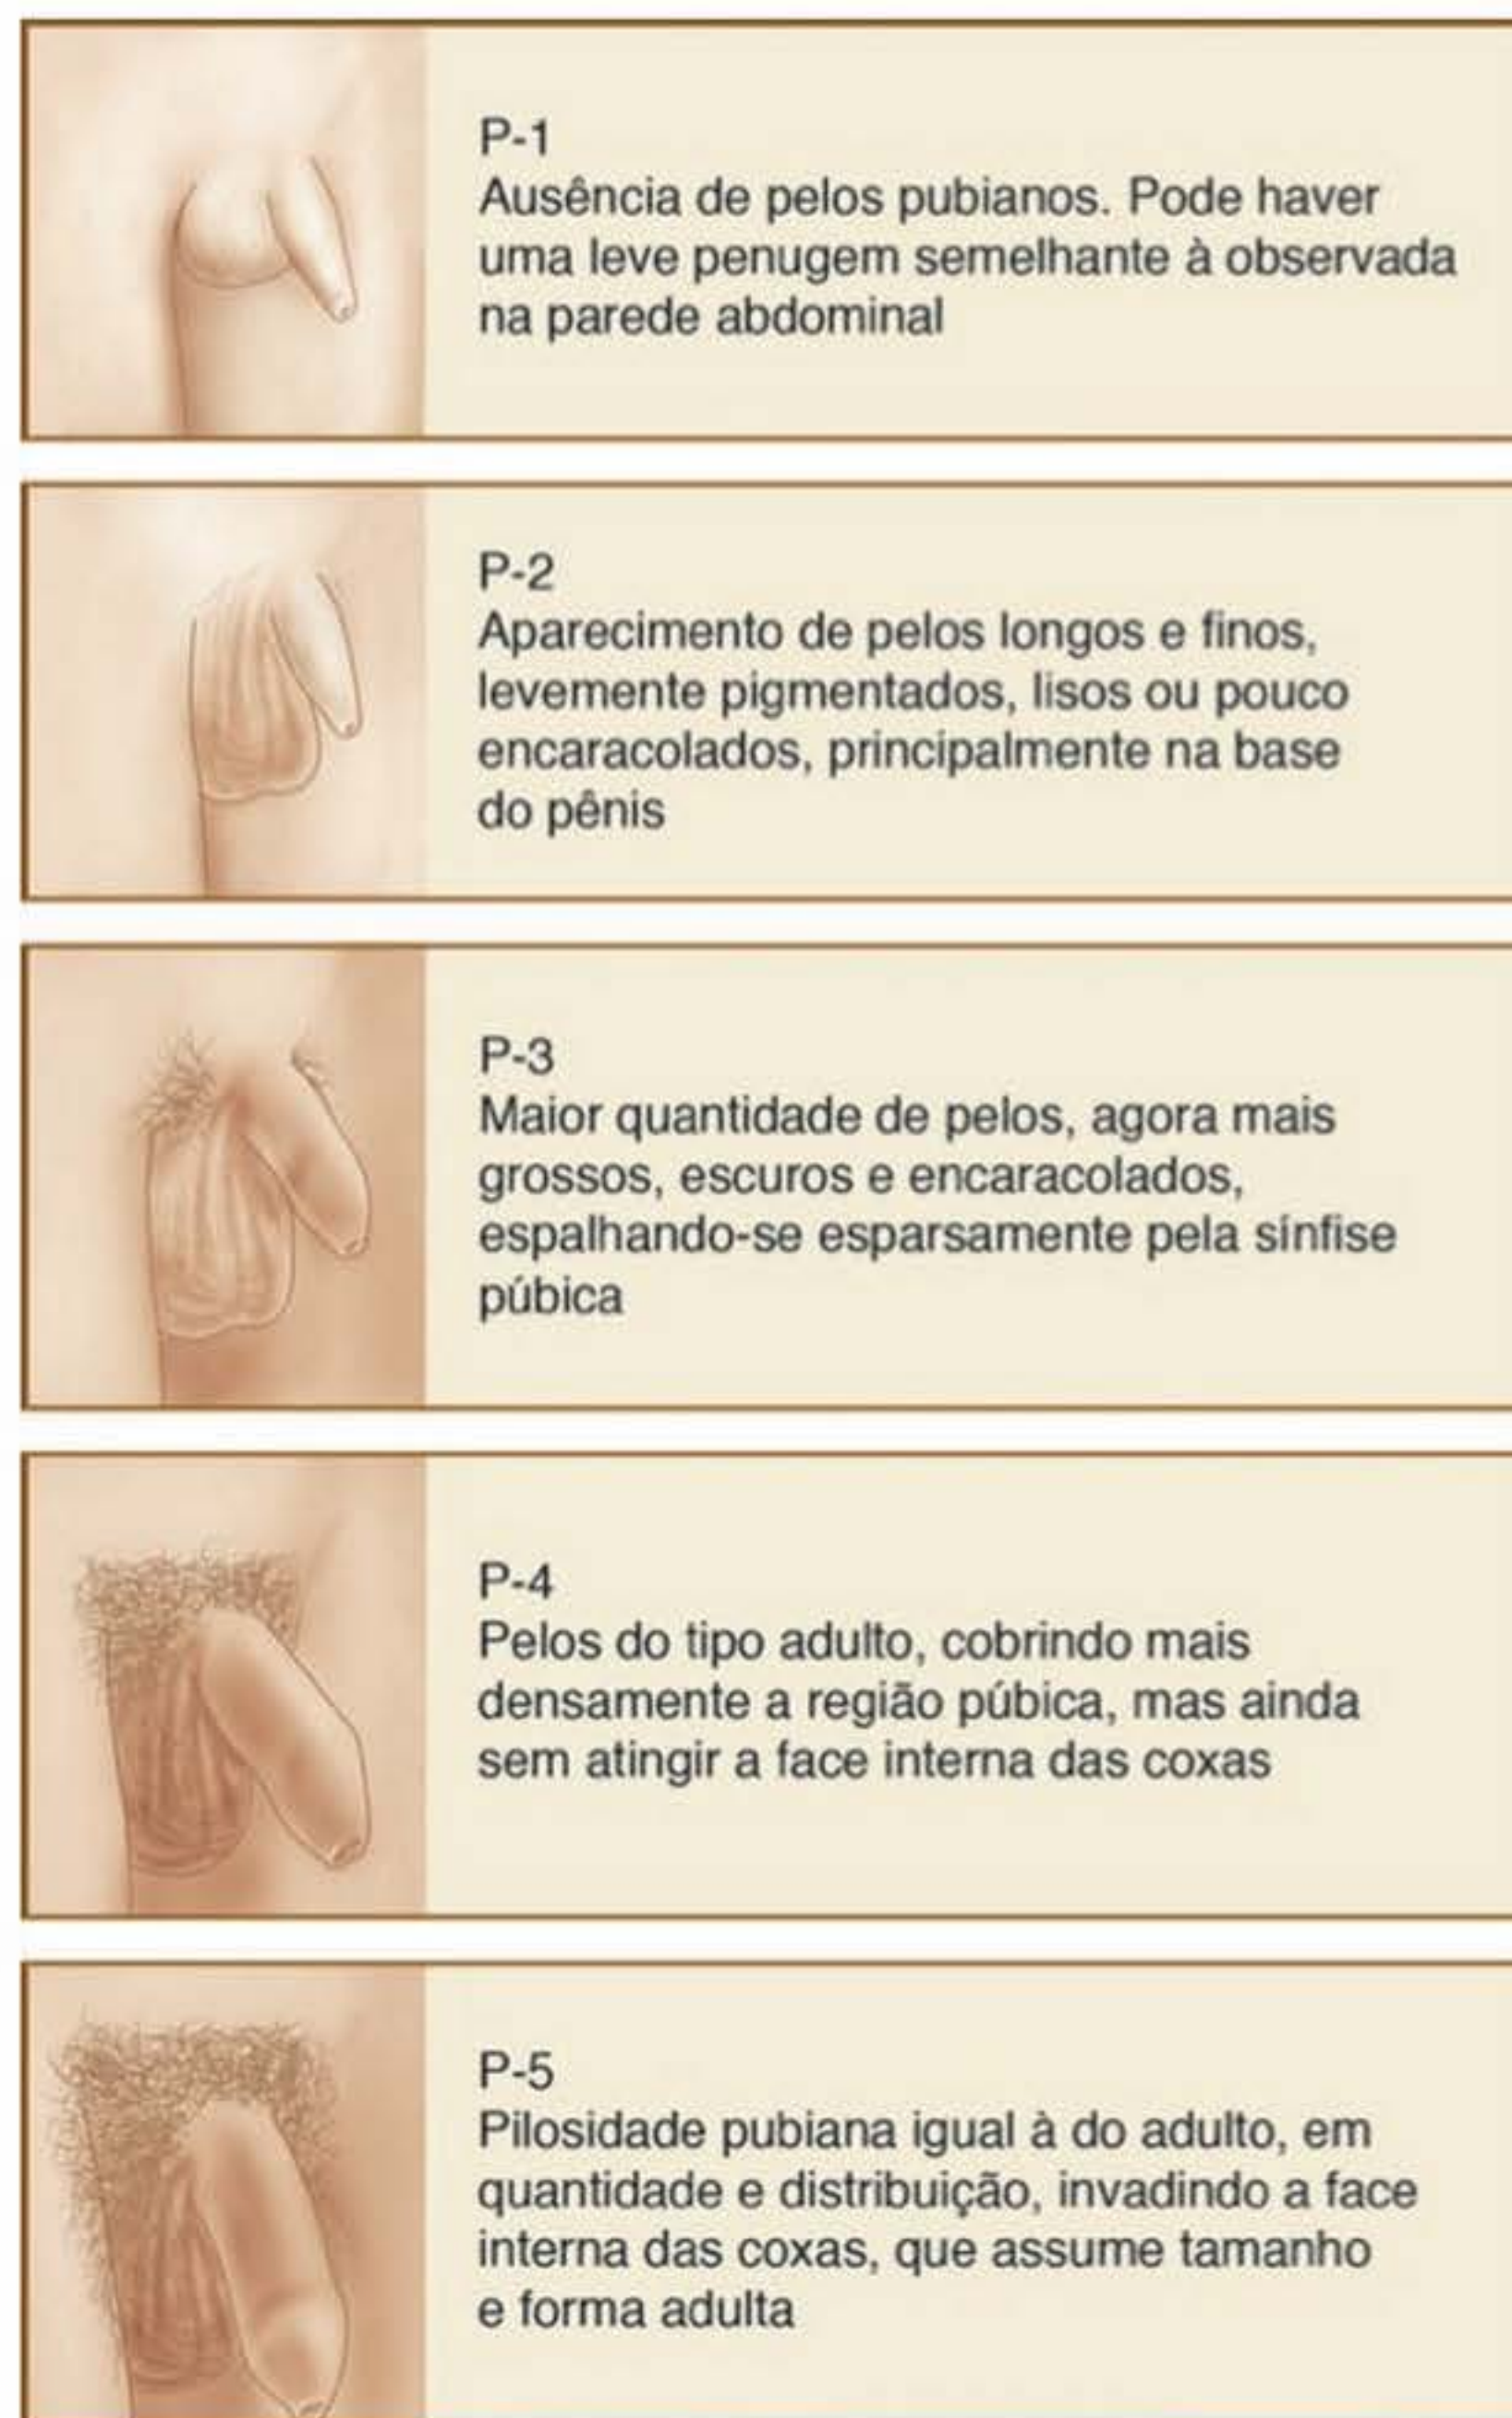 P-1
Ausência de pelos pubianos. Pode haver
uma leve penugem semelhante à observada
na parede abdominal
P-2
Aparecimento de pelos longos e finos,
levemente pigmentados, lisos ou pouco
encaracolados, principalmente na base
do pênis
P-3
Maior quantidade de pelos, agora mais
grossos, escuros e encaracolados,
espalhando-se esparsamente pela sínfise
púbica
P-4
Pelos do tipo adulto, cobrindo mais
densamente a região púbica, mas ainda
sem atingir a face interna das coxas
P-5
Pilosidade pubiana igual à do adulto, em
quantidade e distribuição, invadindo a face
interna das coxas, que assume tamanho
e forma adulta